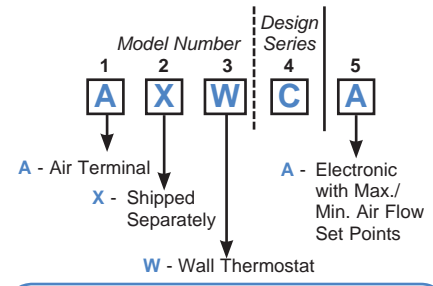 Model Number
Design
Series
1 2 3 4 5
A X W C A
A - Air Terminal
X - Shipped
Separately
W - Wall Thermostat
A - Electronic
with Max./
Min. Air Flow
Set Points